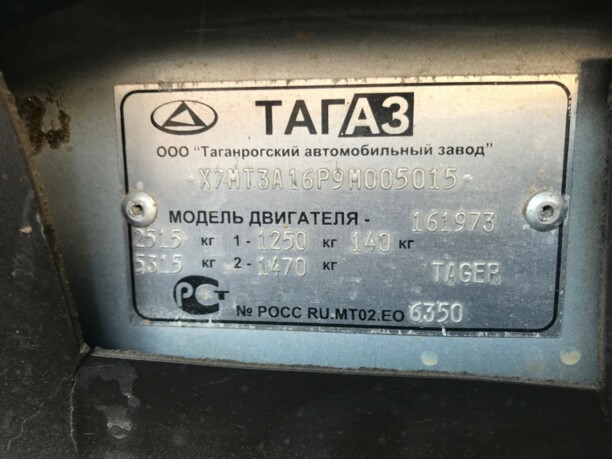 ТАГАЗ
ООО "Таганрогский автомобильный завод"
-X7MT3A16P9M005015-
МОДЕЛЬ ДВИГАТЕЛЯ - 161973
2515 кг 1 - 1250 кг 140 кг
5315 кг 2 - 1470 кг TAGER
РСТ № РОСС RU.MT02.EO 6350